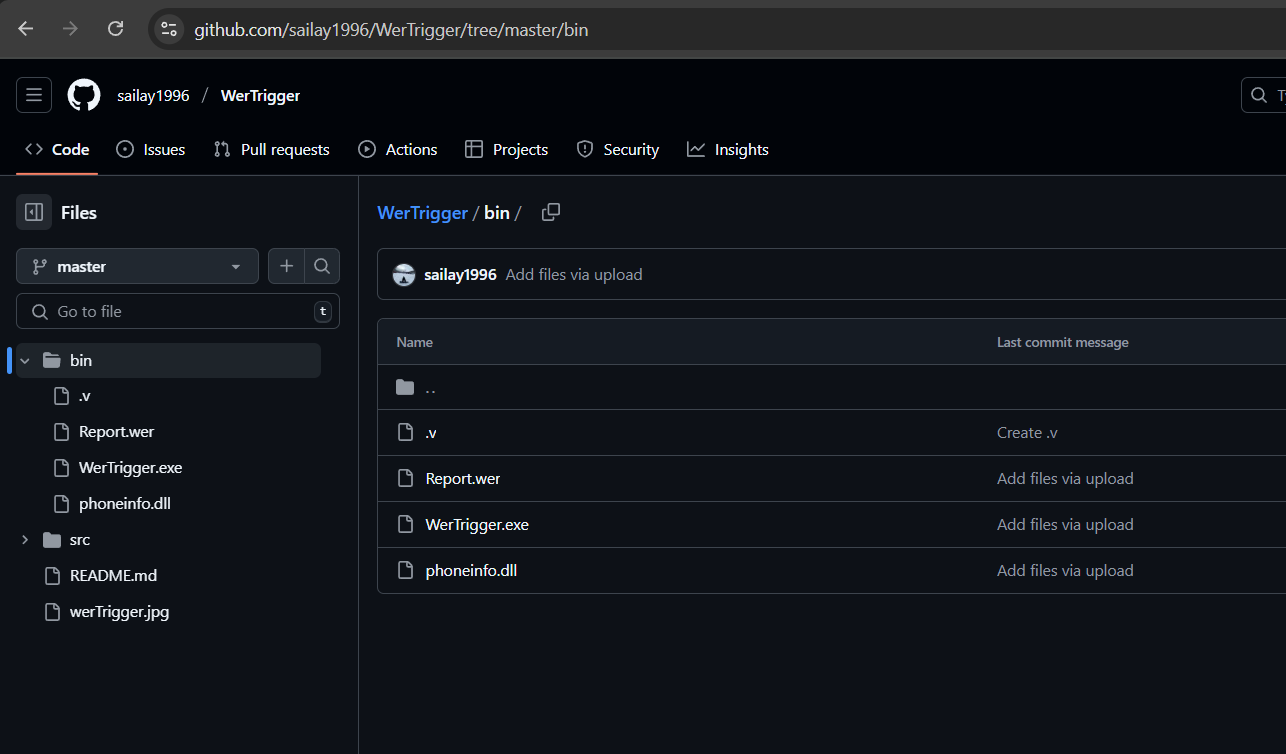 github.com/sailay1996/WerTrigger/tree/master/bin
sailay1996 / WerTrigger
Code Issues Pull requests Actions Projects Security Insights
Files
master
Go to file t
bin
.v
Report.wer
WerTrigger.exe
phoneinfo.dll
src
README.md
werTrigger.jpg
WerTrigger / bin /
sailay1996 Add files via upload
Name Last commit message
..
.v Create .v
Report.wer Add files via upload
WerTrigger.exe Add files via upload
phoneinfo.dll Add files via upload